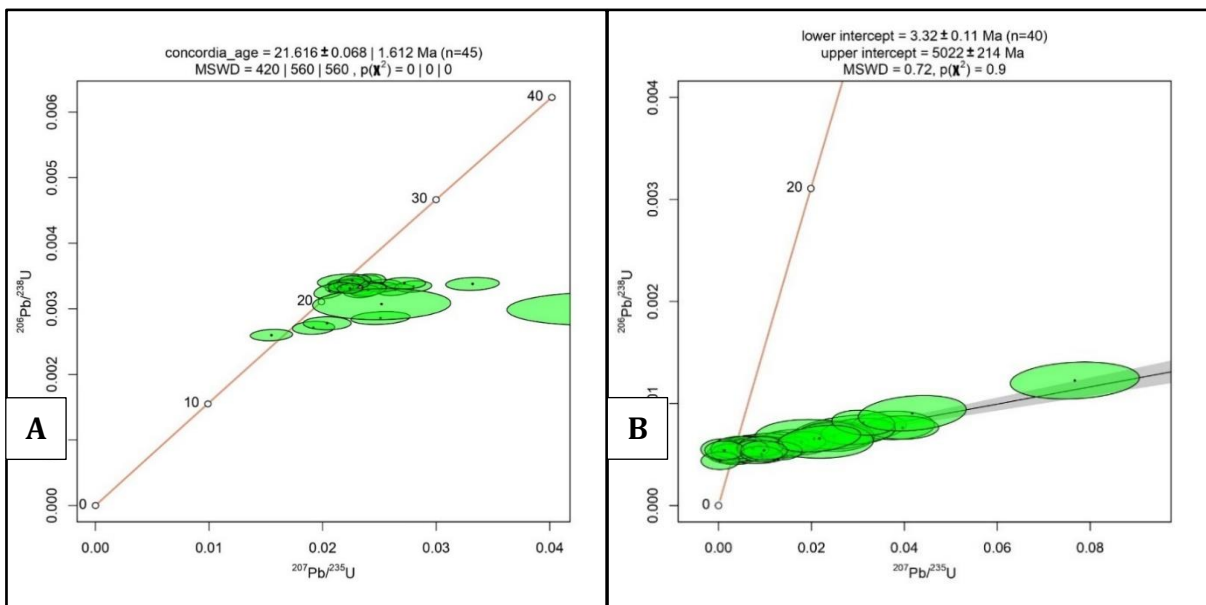 concordia_age = 21.616 ± 0.068 | 1.612 Ma (n=45)
MSWD = 420 | 560 | 560 , p(χ²) = 0 | 0 | 0
0.006
0.005
0.004
0.003
0.002
0.000
²⁰⁶Pb/²³⁸U
40
30
20
10
0
A
0.00
0.01
0.02
0.03
0.04
²⁰⁷Pb/²³⁵U
lower intercept = 3.32 ± 0.11 Ma (n=40)
upper intercept = 5022 ± 214 Ma
MSWD = 0.72, p(χ²) = 0.9
0.004
0.003
0.002
0.000
²⁰⁶Pb/²³⁸U
20
0
B
0.00
0.02
0.04
0.06
0.08
²⁰⁷Pb/²³⁵U